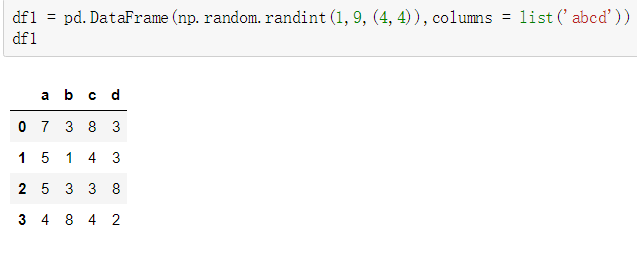 df1 = pd.DataFrame(np.random.randint(1,9,(4,4)),columns = list('abcd'))
df1
a b c d
0 7 3 8 3
1 5 1 4 3
2 5 3 3 8
3 4 8 4 2